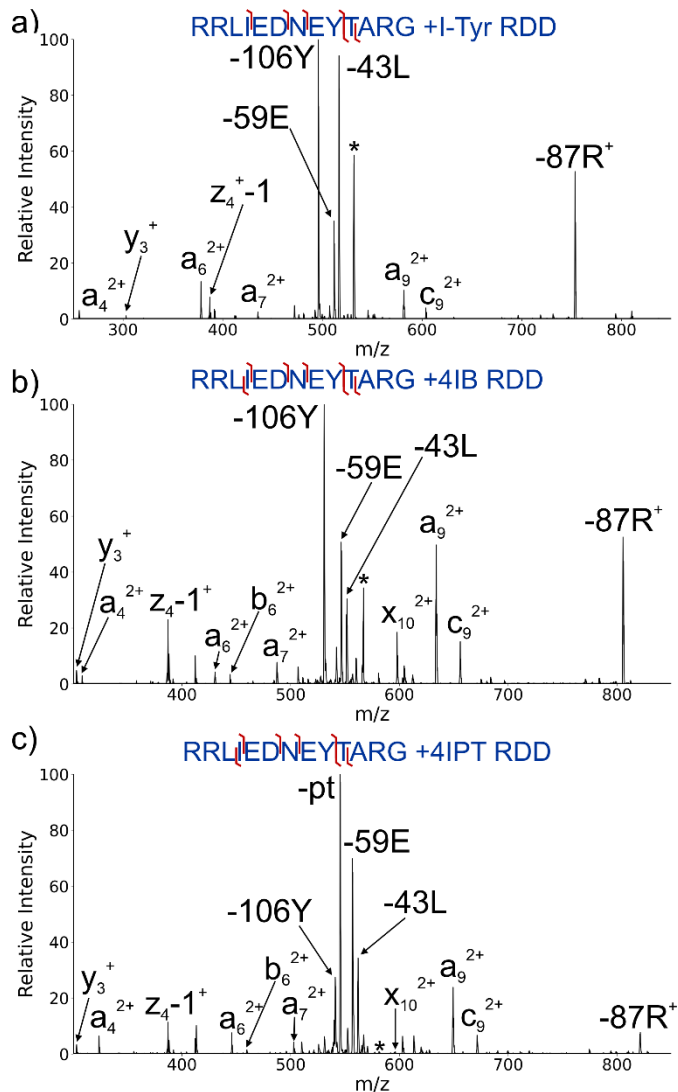 a)
RRLIEDNEYTARG +I-Tyr RDD
-106Y
-43L
-59E
*
-87R⁺
z₄⁺-1
y₃⁺
a₄²⁺
a₆²⁺
a₇²⁺
a₉²⁺
c₉²⁺
Relative Intensity
100
80
60
40
20
0
300 400 500 600 700 800
m/z
b)
RRLIEDNEYTARG +4IB RDD
-106Y
-43L
-59E
*
a₉²⁺
-87R⁺
y₃⁺
a₄²⁺
z₄-1⁺
a₆²⁺
b₆²⁺
a₇²⁺
x₁₀²⁺
c₉²⁺
Relative Intensity
100
80
60
40
20
0
400 500 600 700 800
m/z
c)
RRLIEDNEYTARG +4IPT RDD
-pt
-59E
-43L
-106Y
*
y₃⁺
a₄²⁺
z₄-1⁺
a₆²⁺
b₆²⁺
a₇²⁺
x₁₀²⁺
a₉²⁺
c₉²⁺
-87R⁺
Relative Intensity
100
80
60
40
20
0
400 500 600 700 800
m/z